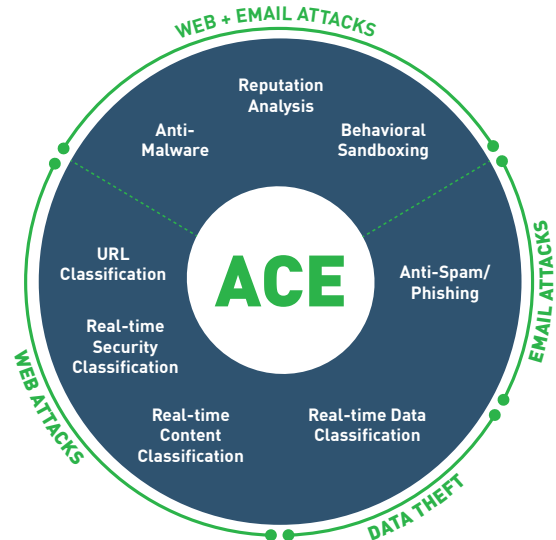 WEB + EMAIL ATTACKS
Reputation
Analysis
Anti-
Malware
Behavioral
Sandboxing
URL
Classification
ACE
Anti-Spam/
Phishing
EMAIL ATTACKS
Real-time
Security
Classification
WEB ATTACKS
Real-time
Content
Classification
Real-time Data
Classification
DATA THEFT